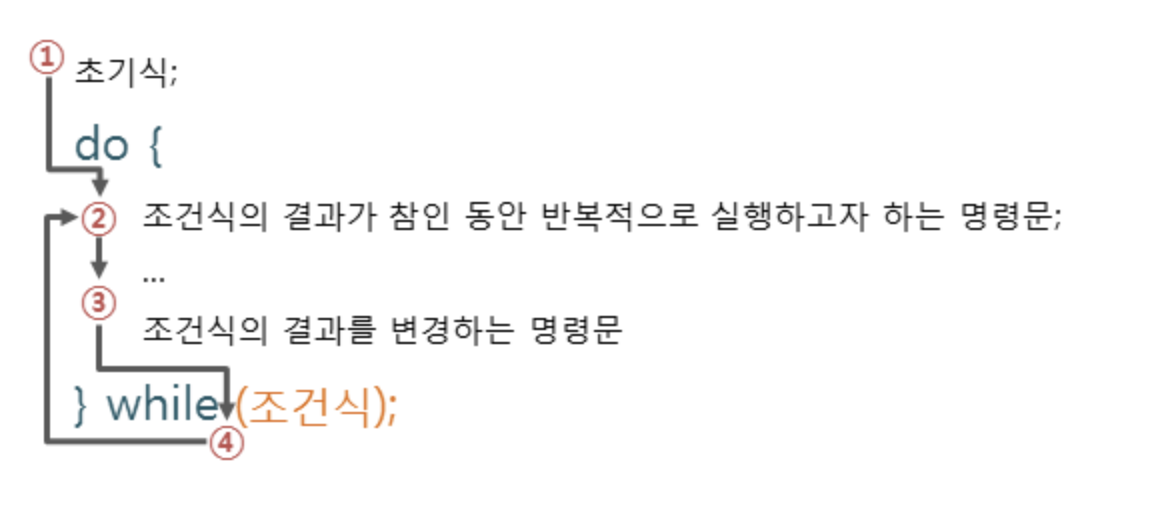 ① 초기식;
do {
② 조건식의 결과가 참인 동안 반복적으로 실행하고자 하는 명령문;
...
③ 조건식의 결과를 변경하는 명령문
} while (조건식);
④